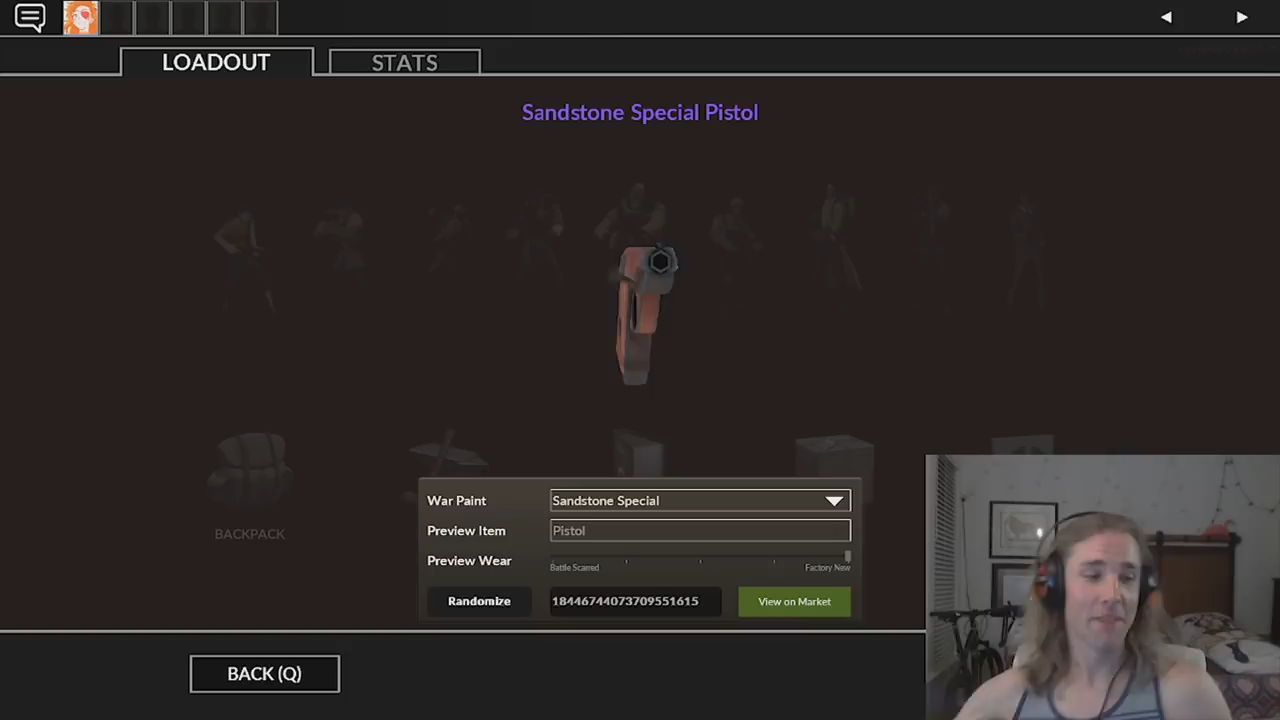 LOADOUT
STATS
Sandstone Special Pistol
War Paint
Sandstone Special
Preview Item
Pistol
Preview Wear
Battle Scarred
Factory New
Randomize
18446744073709551615
View on Market
BACKPACK
BACK (Q)